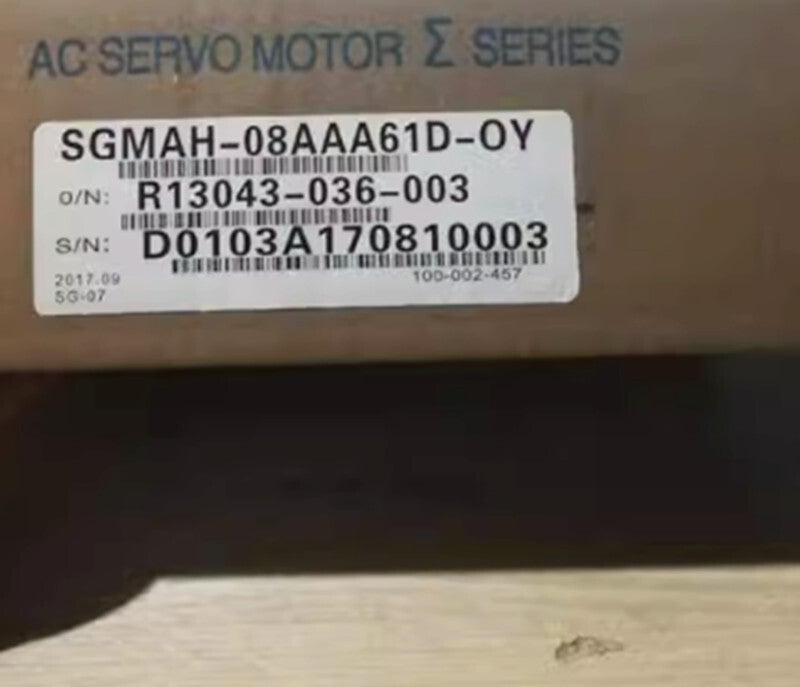 AC SERVO MOTOR Σ SERIES
SGMAH-08AAA61D-OY
O/N: R13043-036-003
S/N: D0103A170810003
2017.09 100-002-457
SG-07